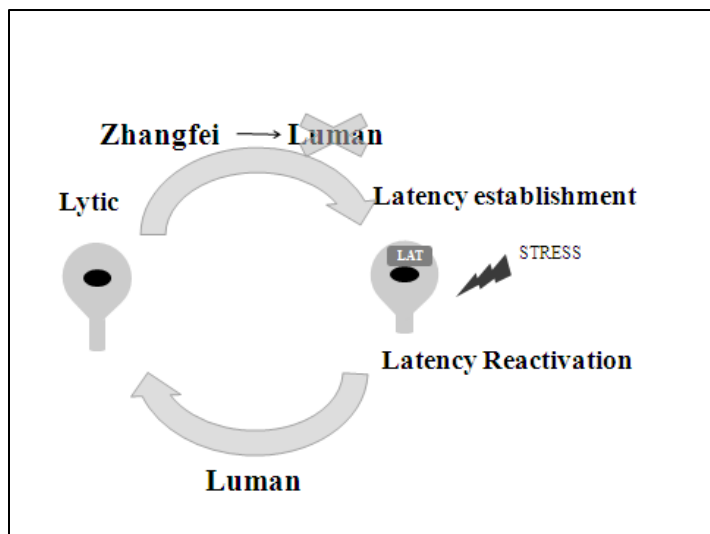 Zhangfei → Luman
Lytic
Latency establishment
LAT
STRESS
Latency Reactivation
Luman